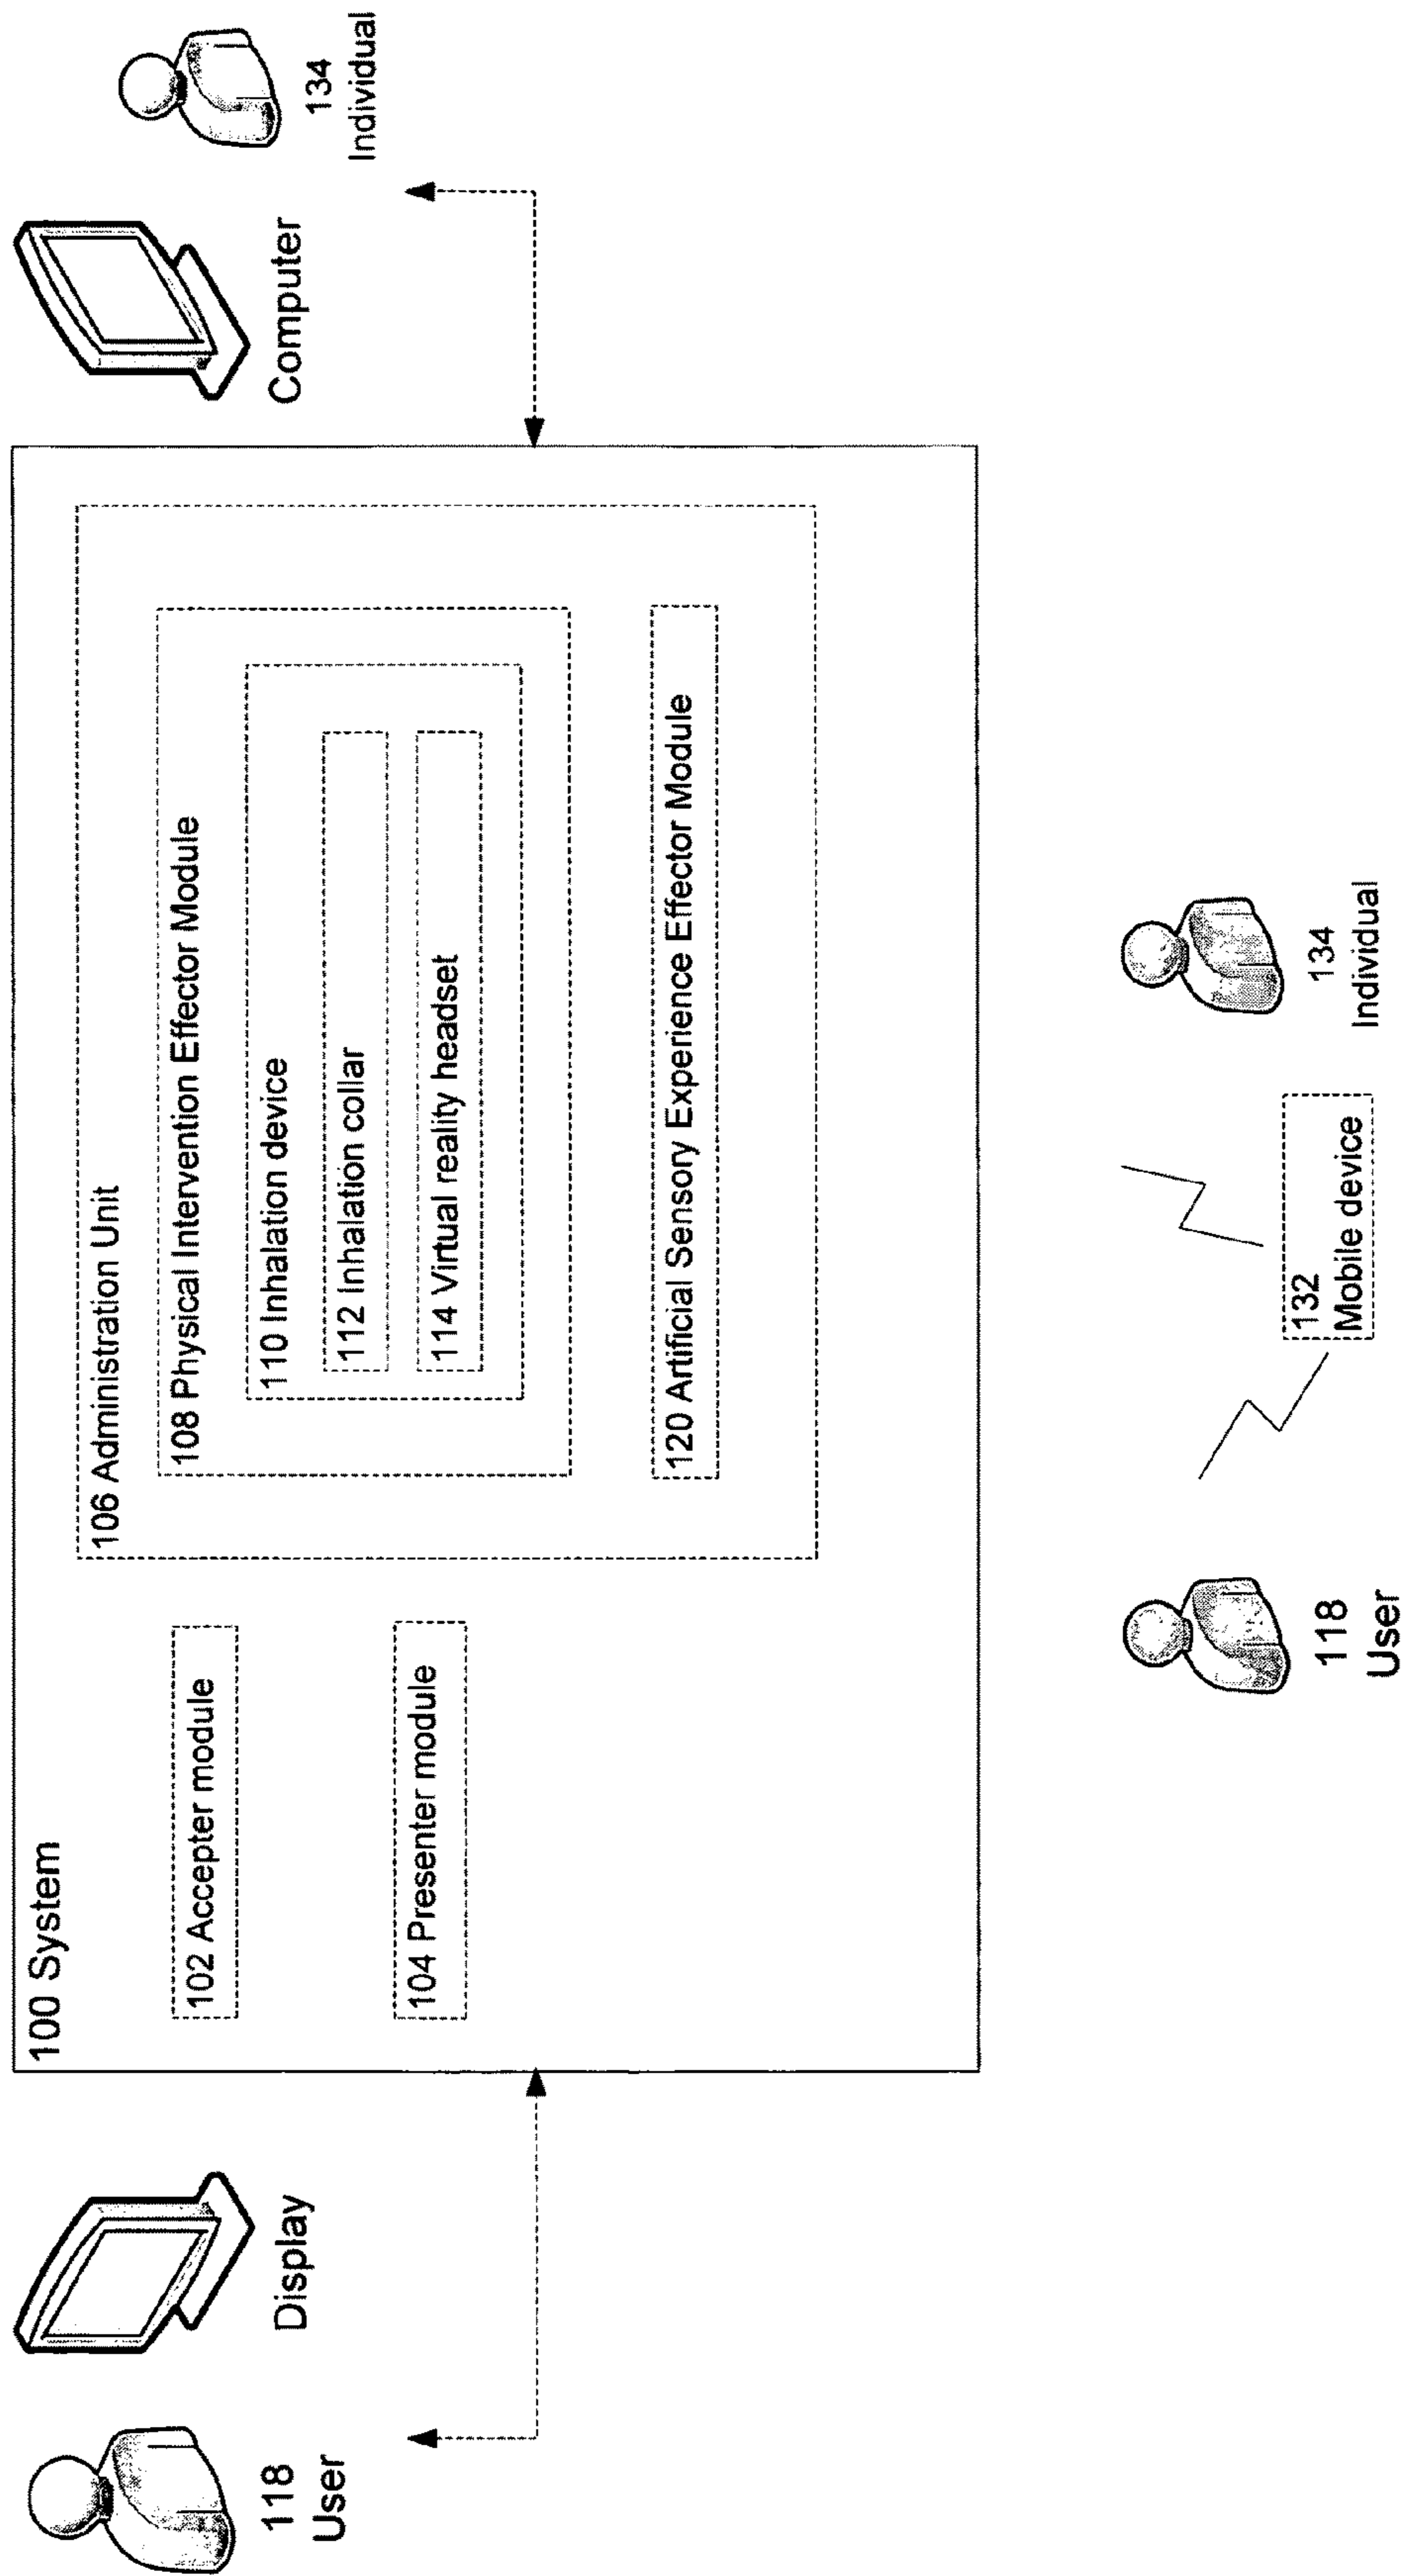 118
User
Display
100 System
102 Accepter module
104 Presenter module
106 Administration Unit
108 Physical Intervention Effector Module
110 Inhalation device
112 Inhalation collar
114 Virtual reality headset
120 Artificial Sensory Experience Effector Module
Computer
134
Individual
118
User
132
Mobile device
134
Individual